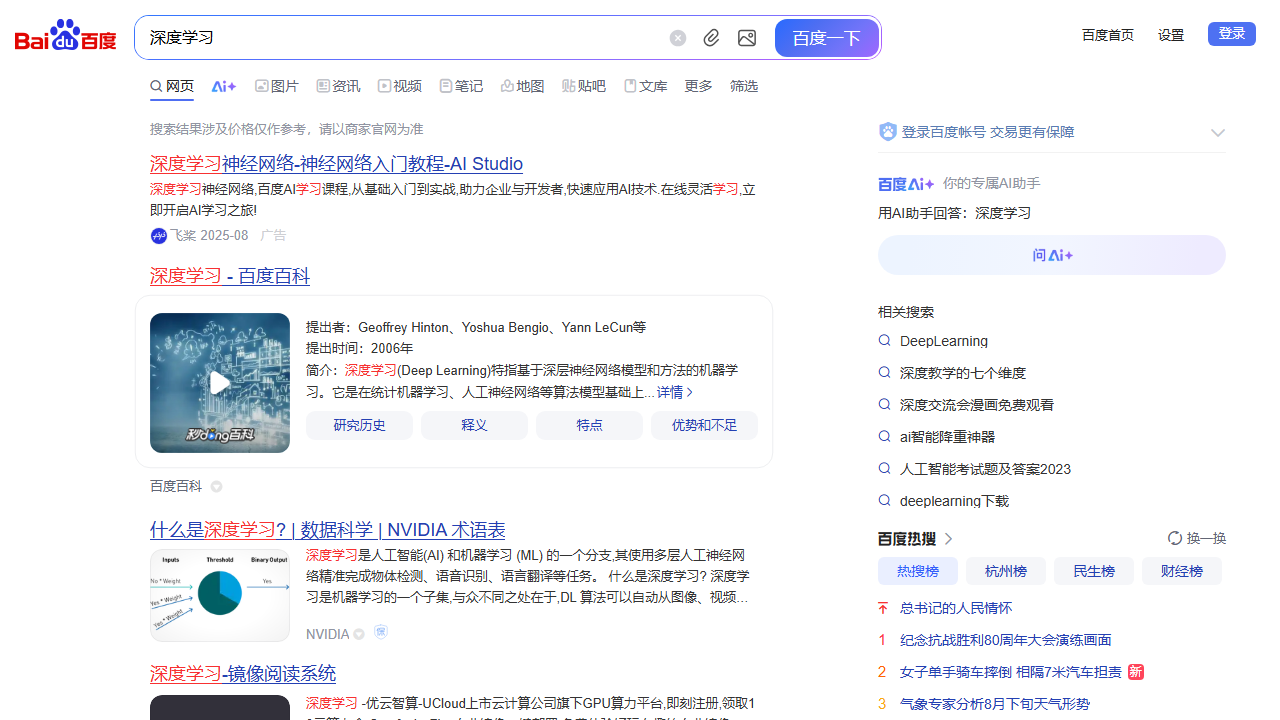 Bai du 百度
深度学习
百度一下
百度首页
设置
登录
网页
Ai+
图片
资讯
视频
笔记
地图
贴吧
文库
更多
筛选
搜索结果涉及价格仅作参考，请以商家官网为准
深度学习神经网络-神经网络入门教程-AI Studio
深度学习神经网络,百度AI学习课程,从基础入门到实战,助力企业与开发者,快速应用AI技术.在线灵活学习,立
即开启AI学习之旅!
飞桨 2025-08 广告
深度学习 - 百度百科
秒dong百科
提出者：Geoffrey Hinton、Yoshua Bengio、Yann LeCun等
提出时间：2006年
简介：深度学习(Deep Learning)特指基于深层神经网络模型和方法的机器学
习。它是在统计机器学习、人工神经网络等算法模型基础上...详情
研究历史
释义
特点
优势和不足
百度百科
什么是深度学习? | 数据科学 | NVIDIA 术语表
Inputs Threshold Binary Output
No * Weight
Yes
Yes * Weight
Yes * Weight
深度学习是人工智能(AI) 和机器学习 (ML) 的一个分支,其使用多层人工神经网
络精准完成物体检测、语音识别、语言翻译等任务。 什么是深度学习? 深度学
习是机器学习的一个子集,与众不同之处在于,DL 算法可以自动从图像、视频...
NVIDIA
深度学习-镜像阅读系统
深度学习 -优云智算-UCloud上市云计算公司旗下GPU算力平台,即刻注册,领取1
登录百度帐号 交易更有保障
百度Ai+ 你的专属AI助手
用AI助手回答：深度学习
问Ai+
相关搜索
DeepLearning
深度教学的七个维度
深度交流会漫画免费观看
ai智能降重神器
人工智能考试题及答案2023
deeplearning下载
百度热搜
换一换
热搜榜
杭州榜
民生榜
财经榜
总书记的人民情怀
1 纪念抗战胜利80周年大会演练画面
2 女子单手骑车摔倒 相隔7米汽车担责 新
3 气象专家分析8月下旬天气形势